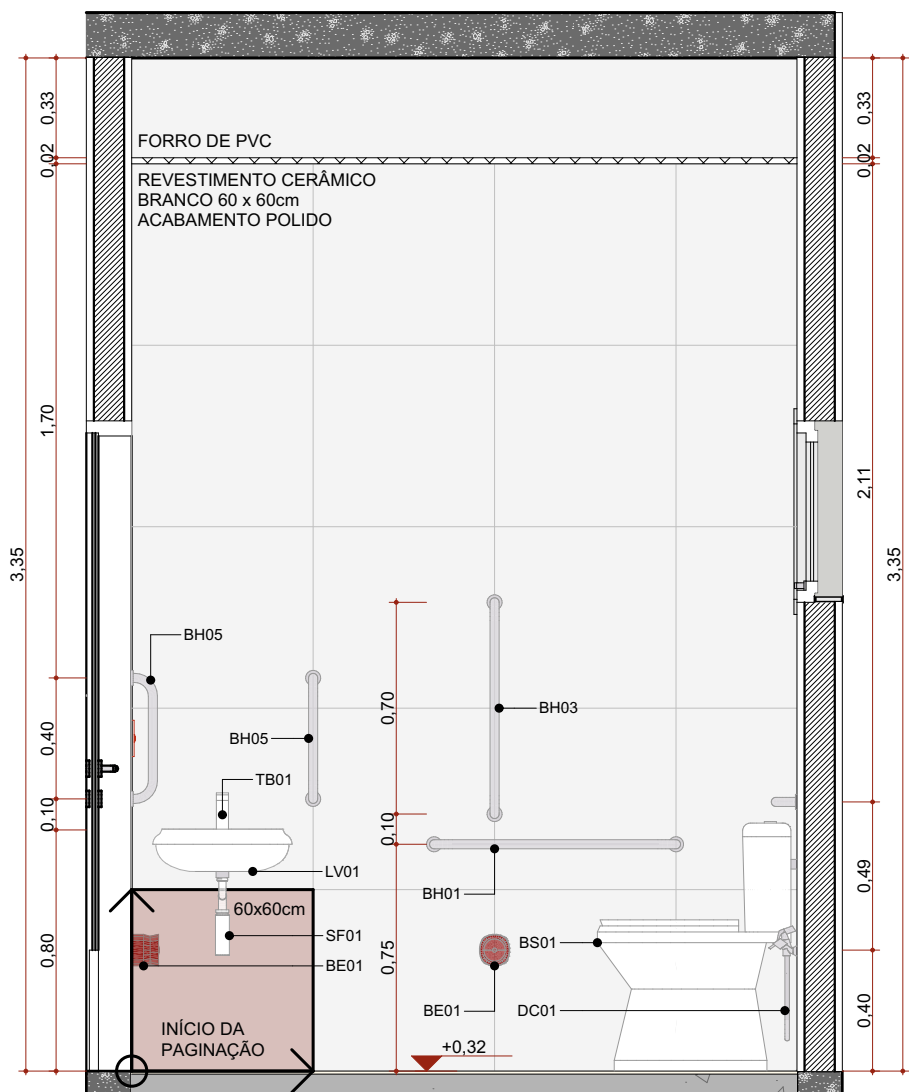 0,33
0,33
FORRO DE PVC
0,02
0,02
REVESTIMENTO CERÂMICO
BRANCO 60 x 60cm
ACABAMENTO POLIDO
1,70
2,11
3,35
3,35
BH05
0,70
BH03
0,40
BH05
TB01
0,10
0,10
LV01
BH01
0,49
60x60cm
SF01
BS01
0,80
0,75
BE01
BE01
DC01
0,40
INÍCIO DA
PAGINAÇÃO
+0,32